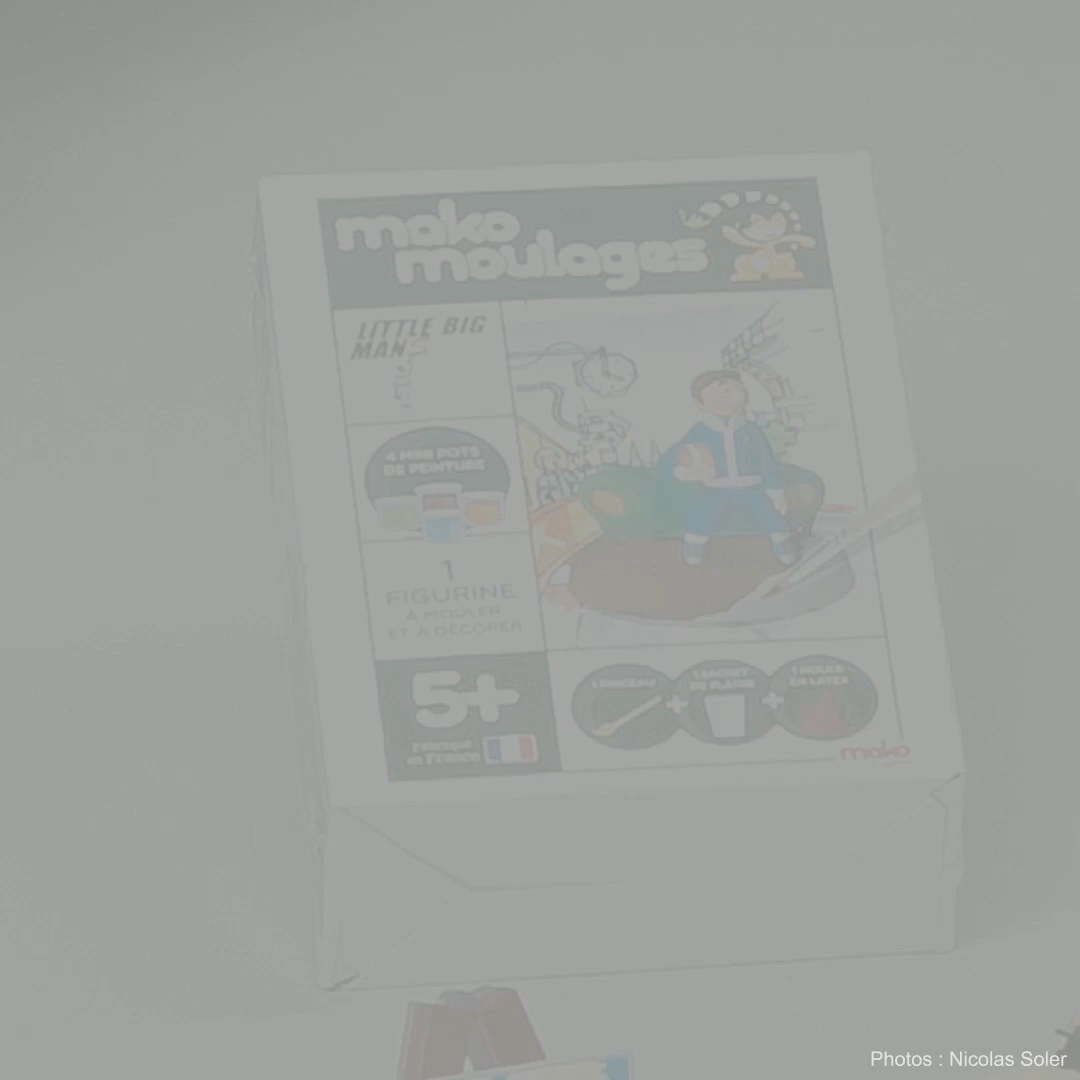 mako
moulages
LITTLE BIG
MAN
4 MINI POTS
DE PEINTURE
1
FIGURINE
À MOULER
ET À DÉCORER
5+
1 PINCEAU
+
1 SACHET
DE PLÂTRE
+
1 MOULE
EN LATEX
mako
Photos : Nicolas Soler